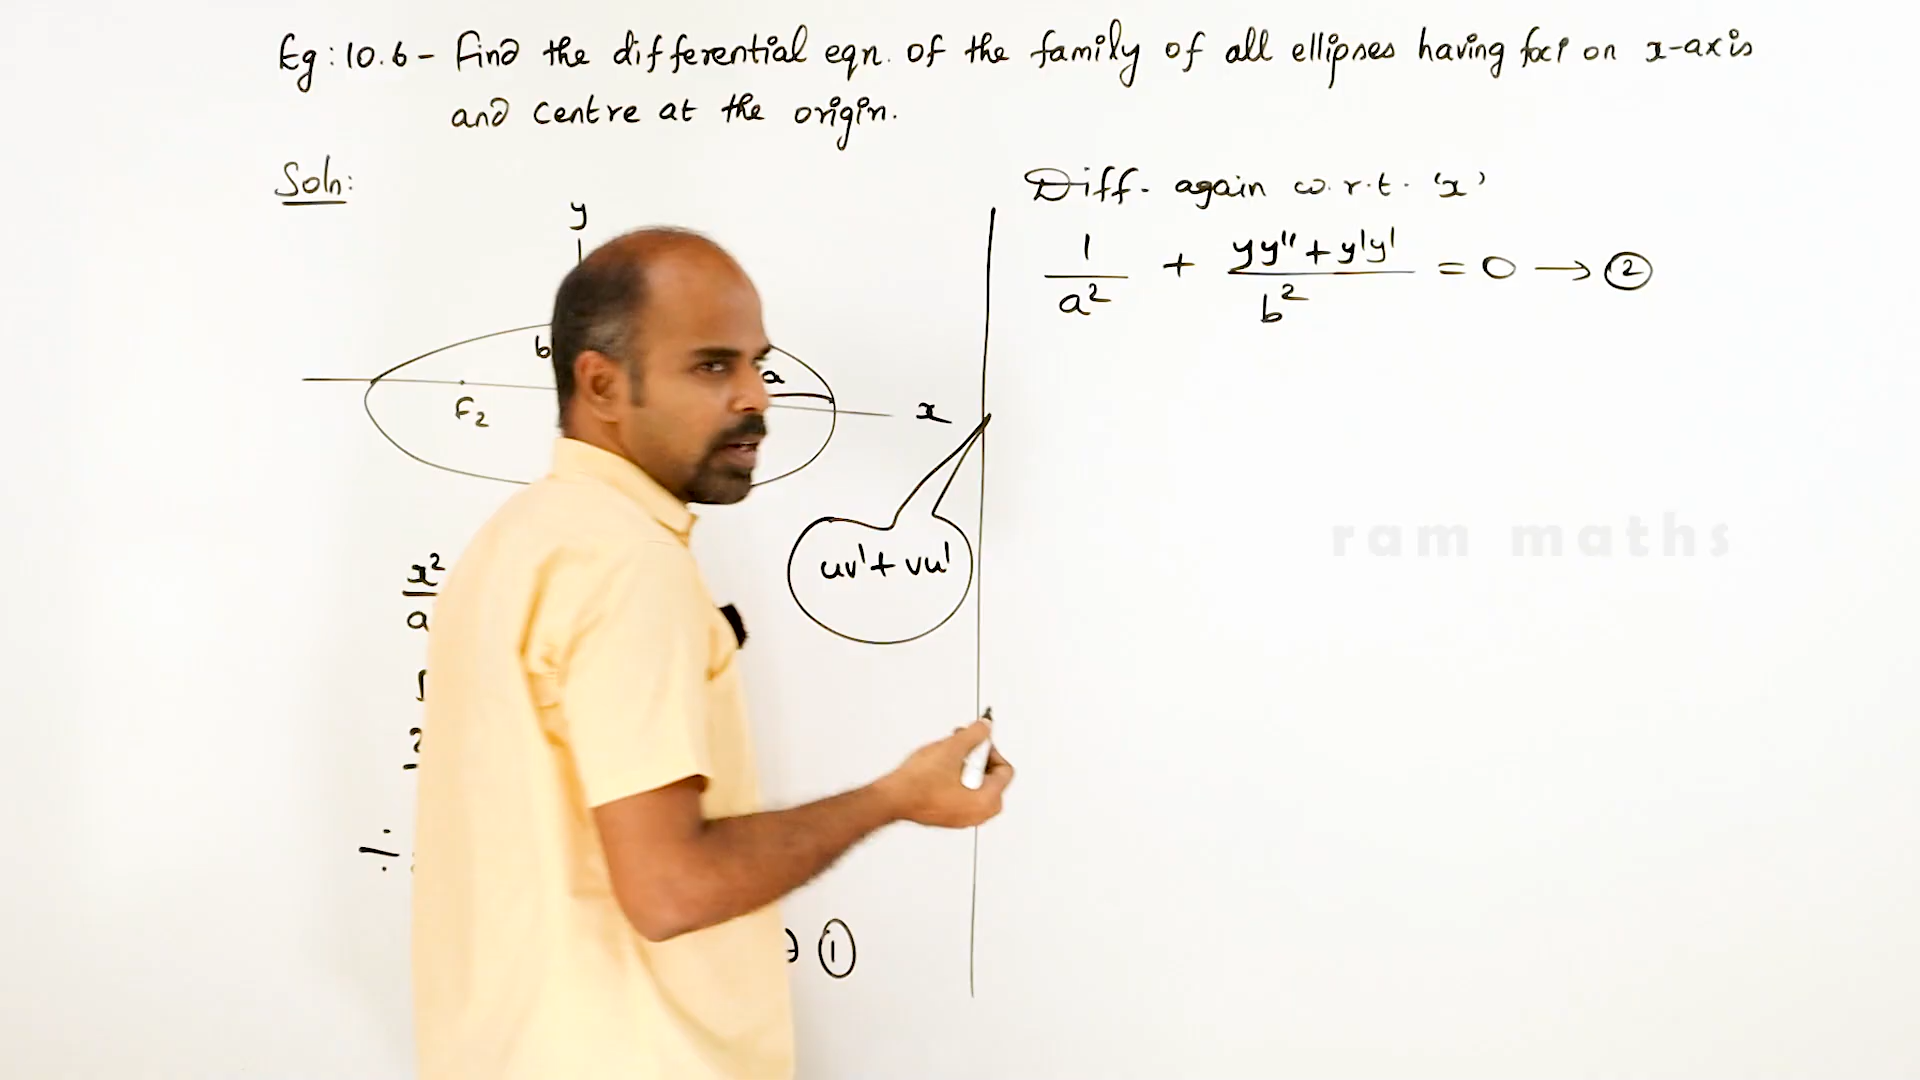 Eg: 10.6 - Find the differential eqn. of the family of all ellipses having foci on x-axis
and centre at the origin.
Soln:
y
b
a
F₂
x
x²
a
uv' + vu'
÷
①
Diff. again w.r.t. 'x'
1/a² + (yy'' + y'y')/b² = 0 → ②
ram maths